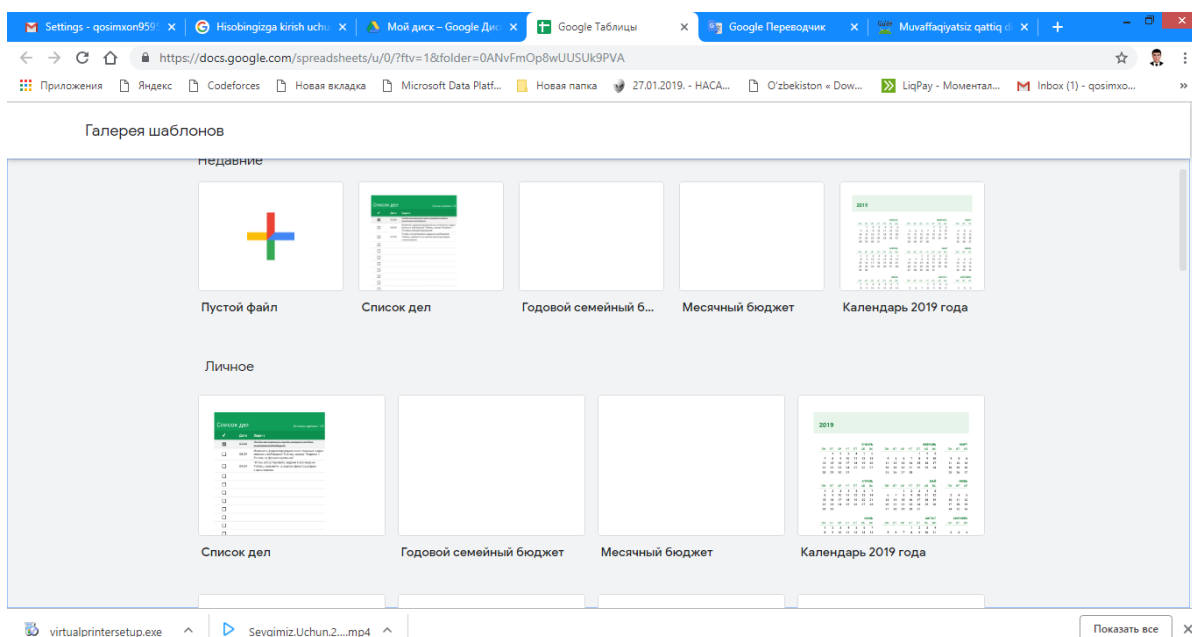 Settings - qosimxon959
Hisobingizga kirish uchu
Мой диск – Google Дис
Google Таблицы
Google Переводчик
Muvaffaqiyatsiz qattiq d
https://docs.google.com/spreadsheets/u/0/?ftv=1&folder=0ANvFmOp8wUUSUk9PVA
Приложения Яндекс Codeforces Новая вкладка Microsoft Data Platf... Новая папка 27.01.2019. - НАСА... O'zbekiston « Dow... LiqPay - Моментал... Inbox (1) - qosimxo... »
Галерея шаблонов
Недавние
2019
Пустой файл Список дел Годовой семейный б... Месячный бюджет Календарь 2019 года
Личное
Список дел
2019
Список дел Годовой семейный бюджет Месячный бюджет Календарь 2019 года
virtualprintersetup.exe Sevgimiz.Uchun.2....mp4 Показать все